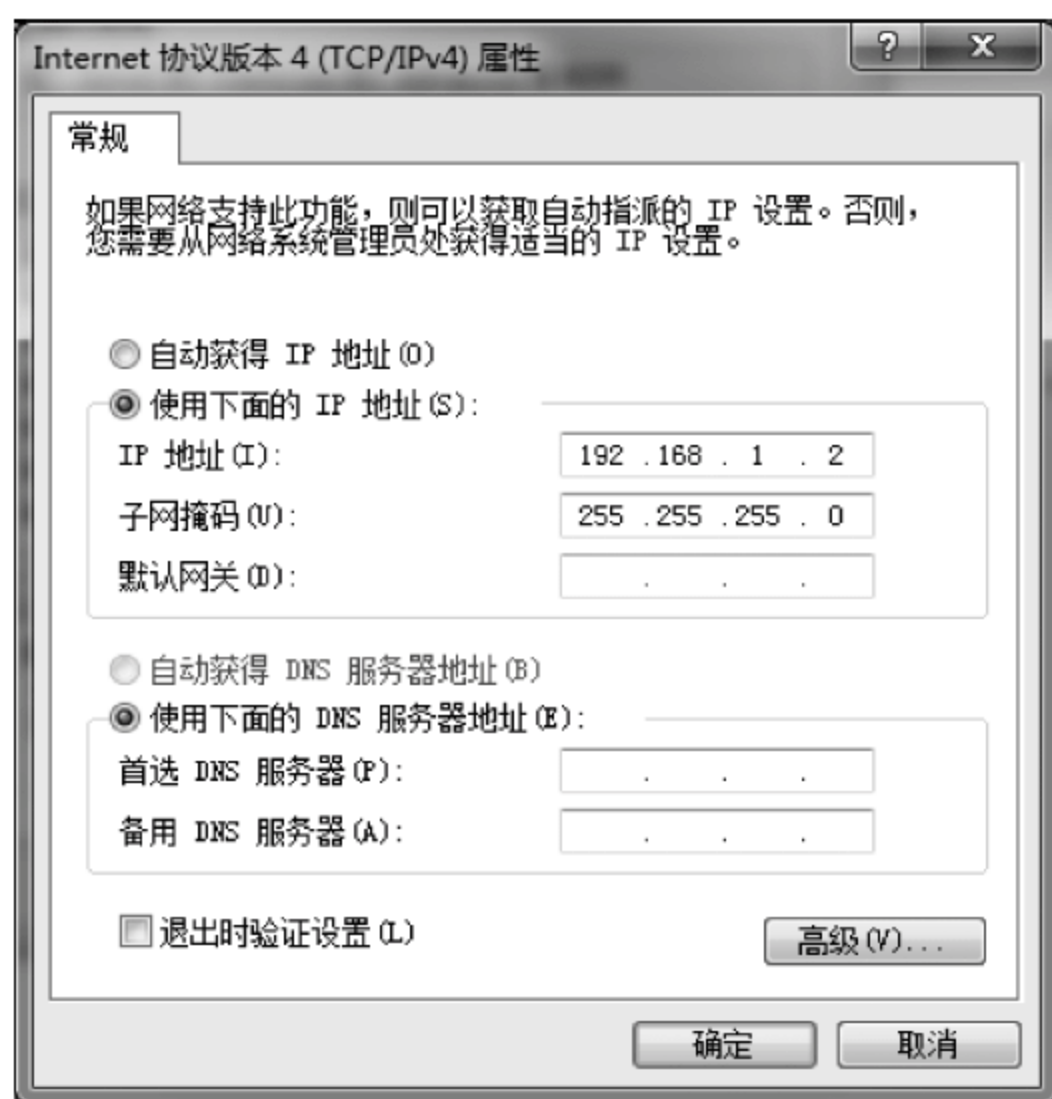 Internet 协议版本 4 (TCP/IPv4) 属性
? X
常规
如果网络支持此功能，则可以获取自动指派的 IP 设置。否则，
您需要从网络系统管理员处获得适当的 IP 设置。
自动获得 IP 地址(O)
使用下面的 IP 地址(S):
IP 地址(I): 192 .168 . 1 . 2
子网掩码(U): 255 .255 .255 . 0
默认网关(D): . . .
自动获得 DNS 服务器地址(B)
使用下面的 DNS 服务器地址(E):
首选 DNS 服务器(P): . . .
备用 DNS 服务器(A): . . .
退出时验证设置(L)
高级(V)...
确定 取消